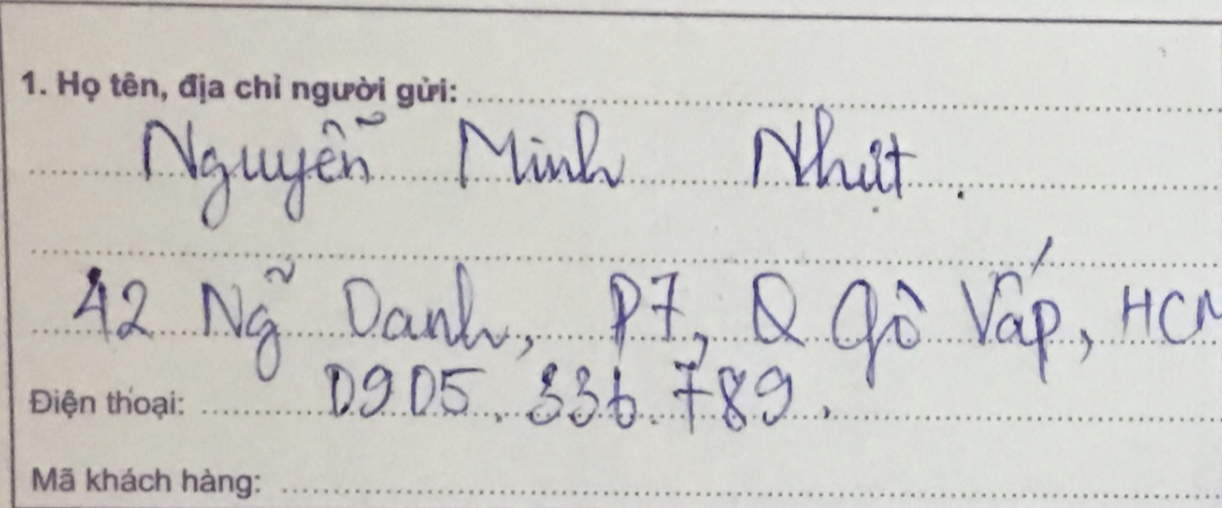 1. Họ tên, địa chỉ người gửi:
Nguyễn Minh Nhựt.
42 Ng̃ Danh, P7, Q Gò Vấp, HCM
Điện thoại: 0905.336.789.
Mã khách hàng: